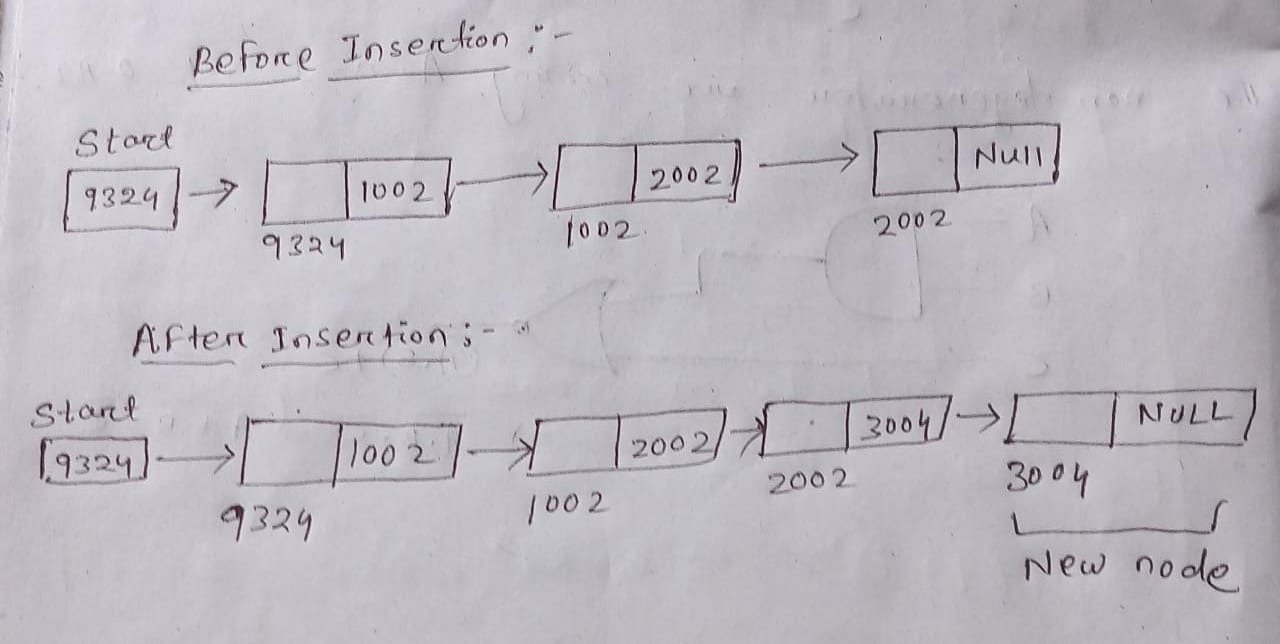 Before Insertion :-
Start
9324 → 1002 → 2002 → Null
9324 1002 2002
After Insertion :-
Start
9324 → 1002 → 2002 → 3004 → NULL
9324 1002 2002 3004
New node